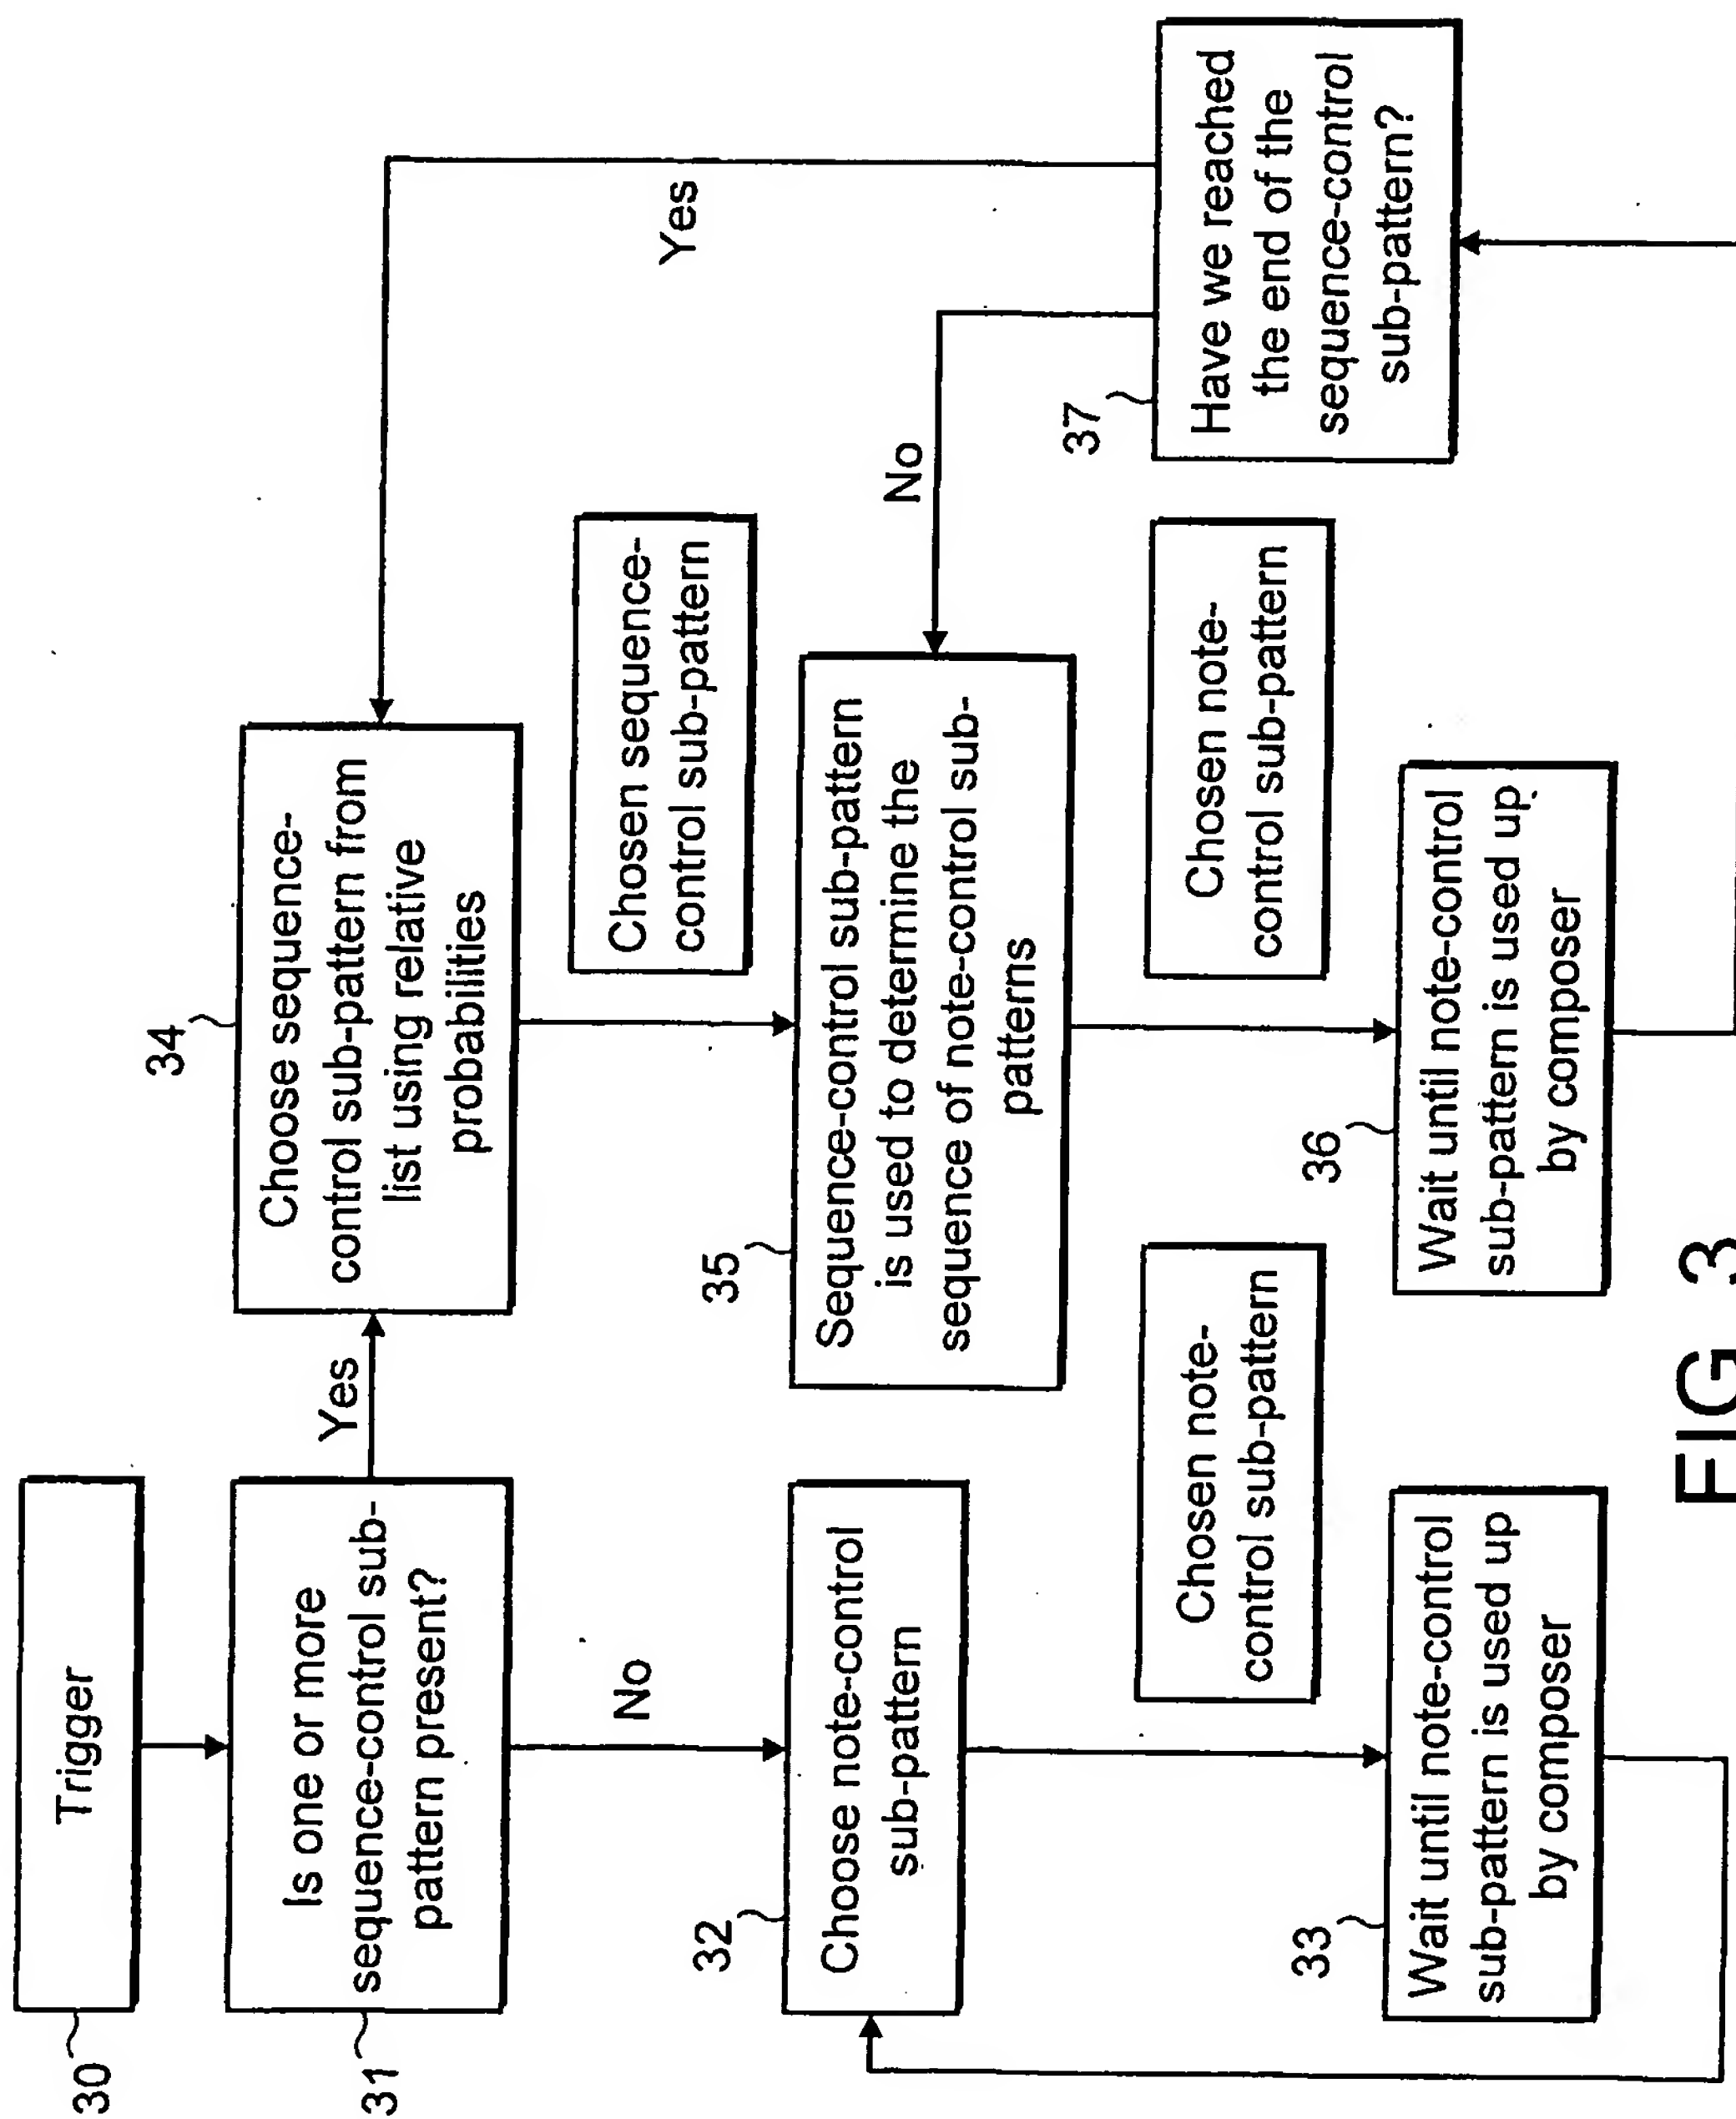 30
Trigger
31
Is one or more
sequence-control sub-
pattern present?
Yes
No
32
Choose note-control
sub-pattern
Chosen note-
control sub-pattern
33
Wait until note-control
sub-pattern is used up
by composer
34
Choose sequence-
control sub-pattern from
list using relative
probabilities
Chosen sequence-
control sub-pattern
35
Sequence-control sub-pattern
is used to determine the
sequence of note-control sub-
patterns
Chosen note-
control sub-pattern
36
Wait until note-control
sub-pattern is used up
by composer
37
Have we reached
the end of the
sequence-control
sub-pattern?
No
Yes
FIG 3